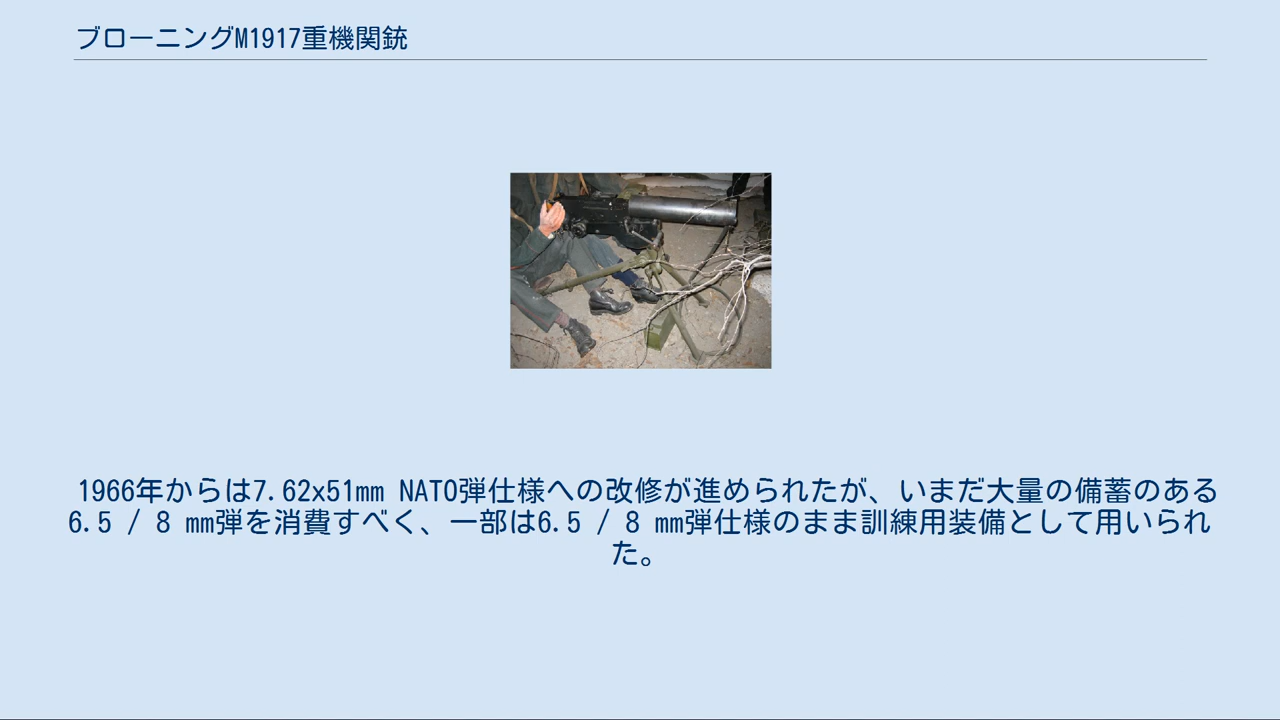 ブローニングM1917重機関銃
1966年からは7.62x51mm NATO弾仕様への改修が進められたが、いまだ大量の備蓄のある
6.5 / 8 mm弾を消費すべく、一部は6.5 / 8 mm弾仕様のまま訓練用装備として用いられ
た。